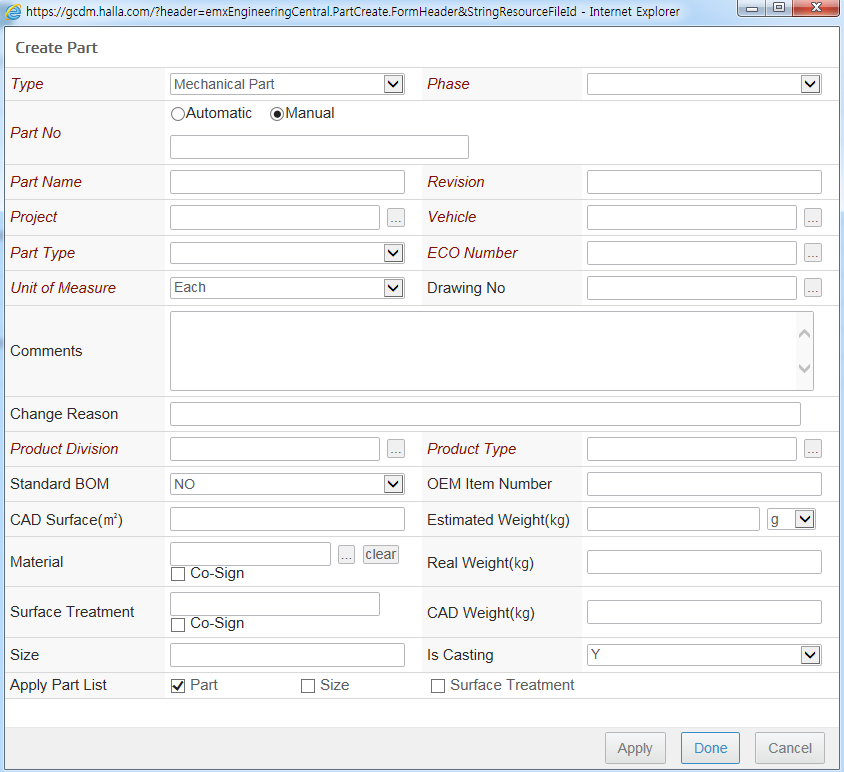 https://gcdm.halla.com/?header=emxEngineeringCentral.PartCreate.FormHeader&StringResourceFileId - Internet Explorer
Create Part
Type Mechanical Part Phase
Part No Automatic Manual
Part Name Revision
Project ... Vehicle ...
Part Type ECO Number ...
Unit of Measure Each Drawing No ...
Comments
Change Reason
Product Division ... Product Type ...
Standard BOM NO OEM Item Number
CAD Surface(㎡) Estimated Weight(kg) g
Material ... clear Real Weight(kg)
Co-Sign
Surface Treatment CAD Weight(kg)
Co-Sign
Size Is Casting Y
Apply Part List Part Size Surface Treatment
Apply Done Cancel